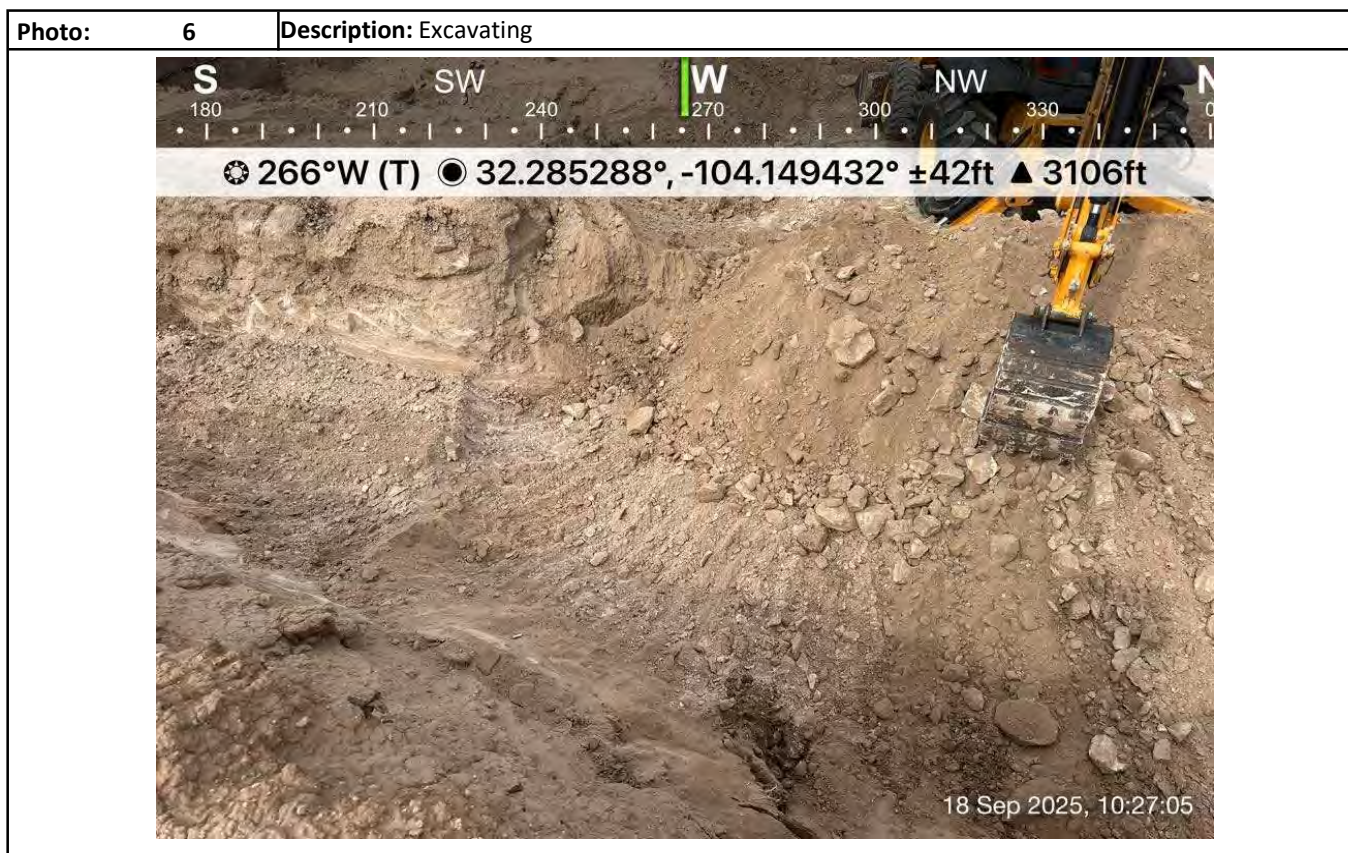 Photo: 6 Description: Excavating
S SW W NW N
180 210 240 270 300 330 0
266°W (T) 32.285288°, -104.149432° ±42ft ▲ 3106ft
18 Sep 2025, 10:27:05